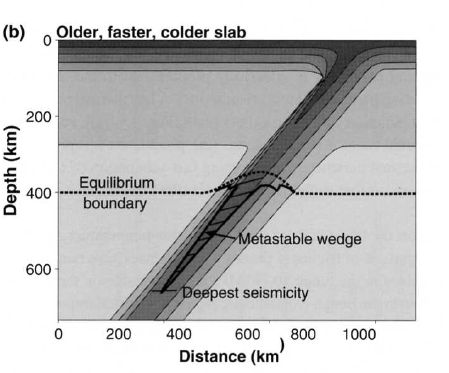 (b) Older, faster, colder slab
0
200
400
600
Depth (km)
Equilibrium
boundary
Metastable wedge
Deepest seismicity
0 200 400 600 800 1000
Distance (km)